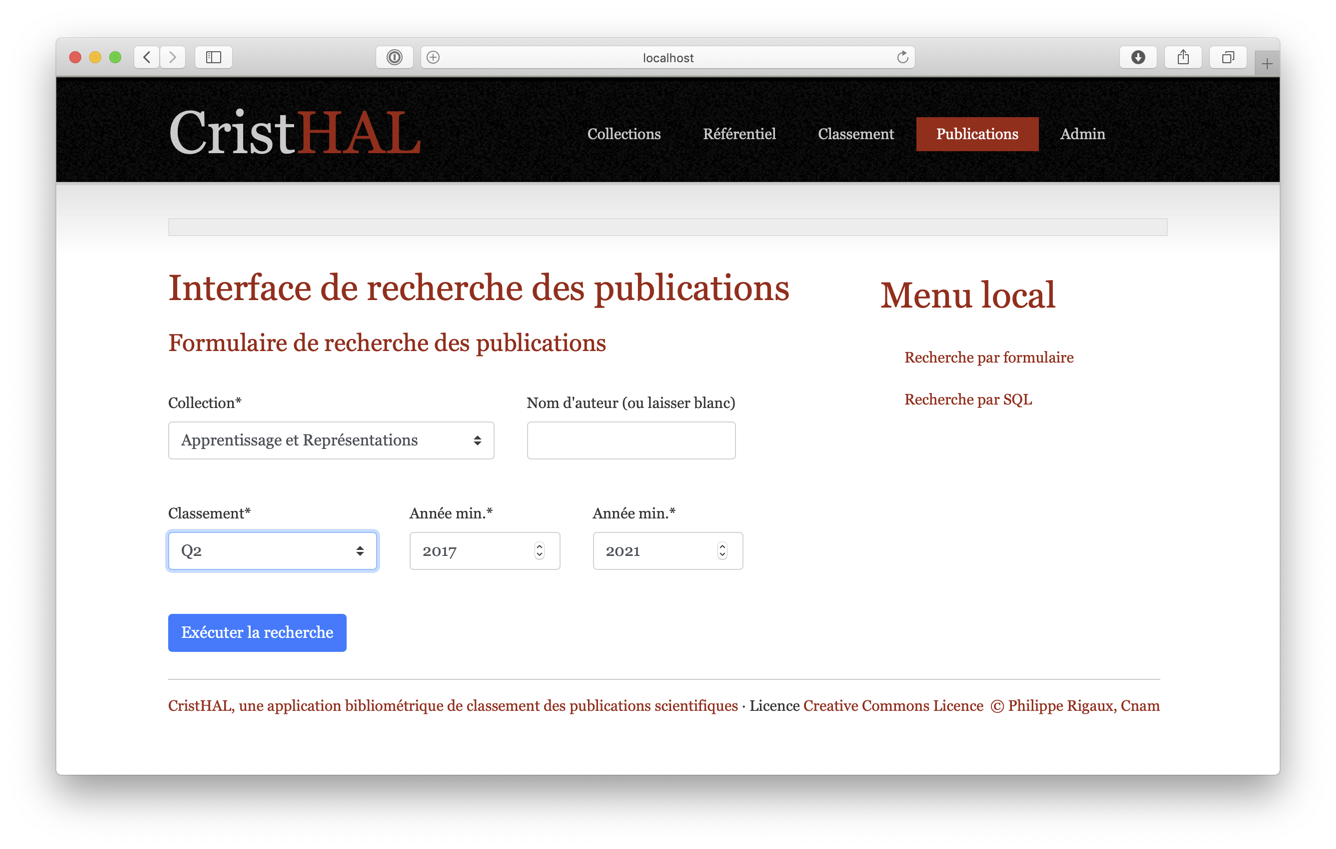 localhost
CristHAL
Collections Référentiel Classement Publications Admin
Interface de recherche des publications
Formulaire de recherche des publications
Collection* Nom d'auteur (ou laisser blanc)
Apprentissage et Représentations
Classement* Année min.* Année min.*
Q2 2017 2021
Exécuter la recherche
Menu local
Recherche par formulaire
Recherche par SQL
CristHAL, une application bibliométrique de classement des publications scientifiques · Licence Creative Commons Licence © Philippe Rigaux, Cnam